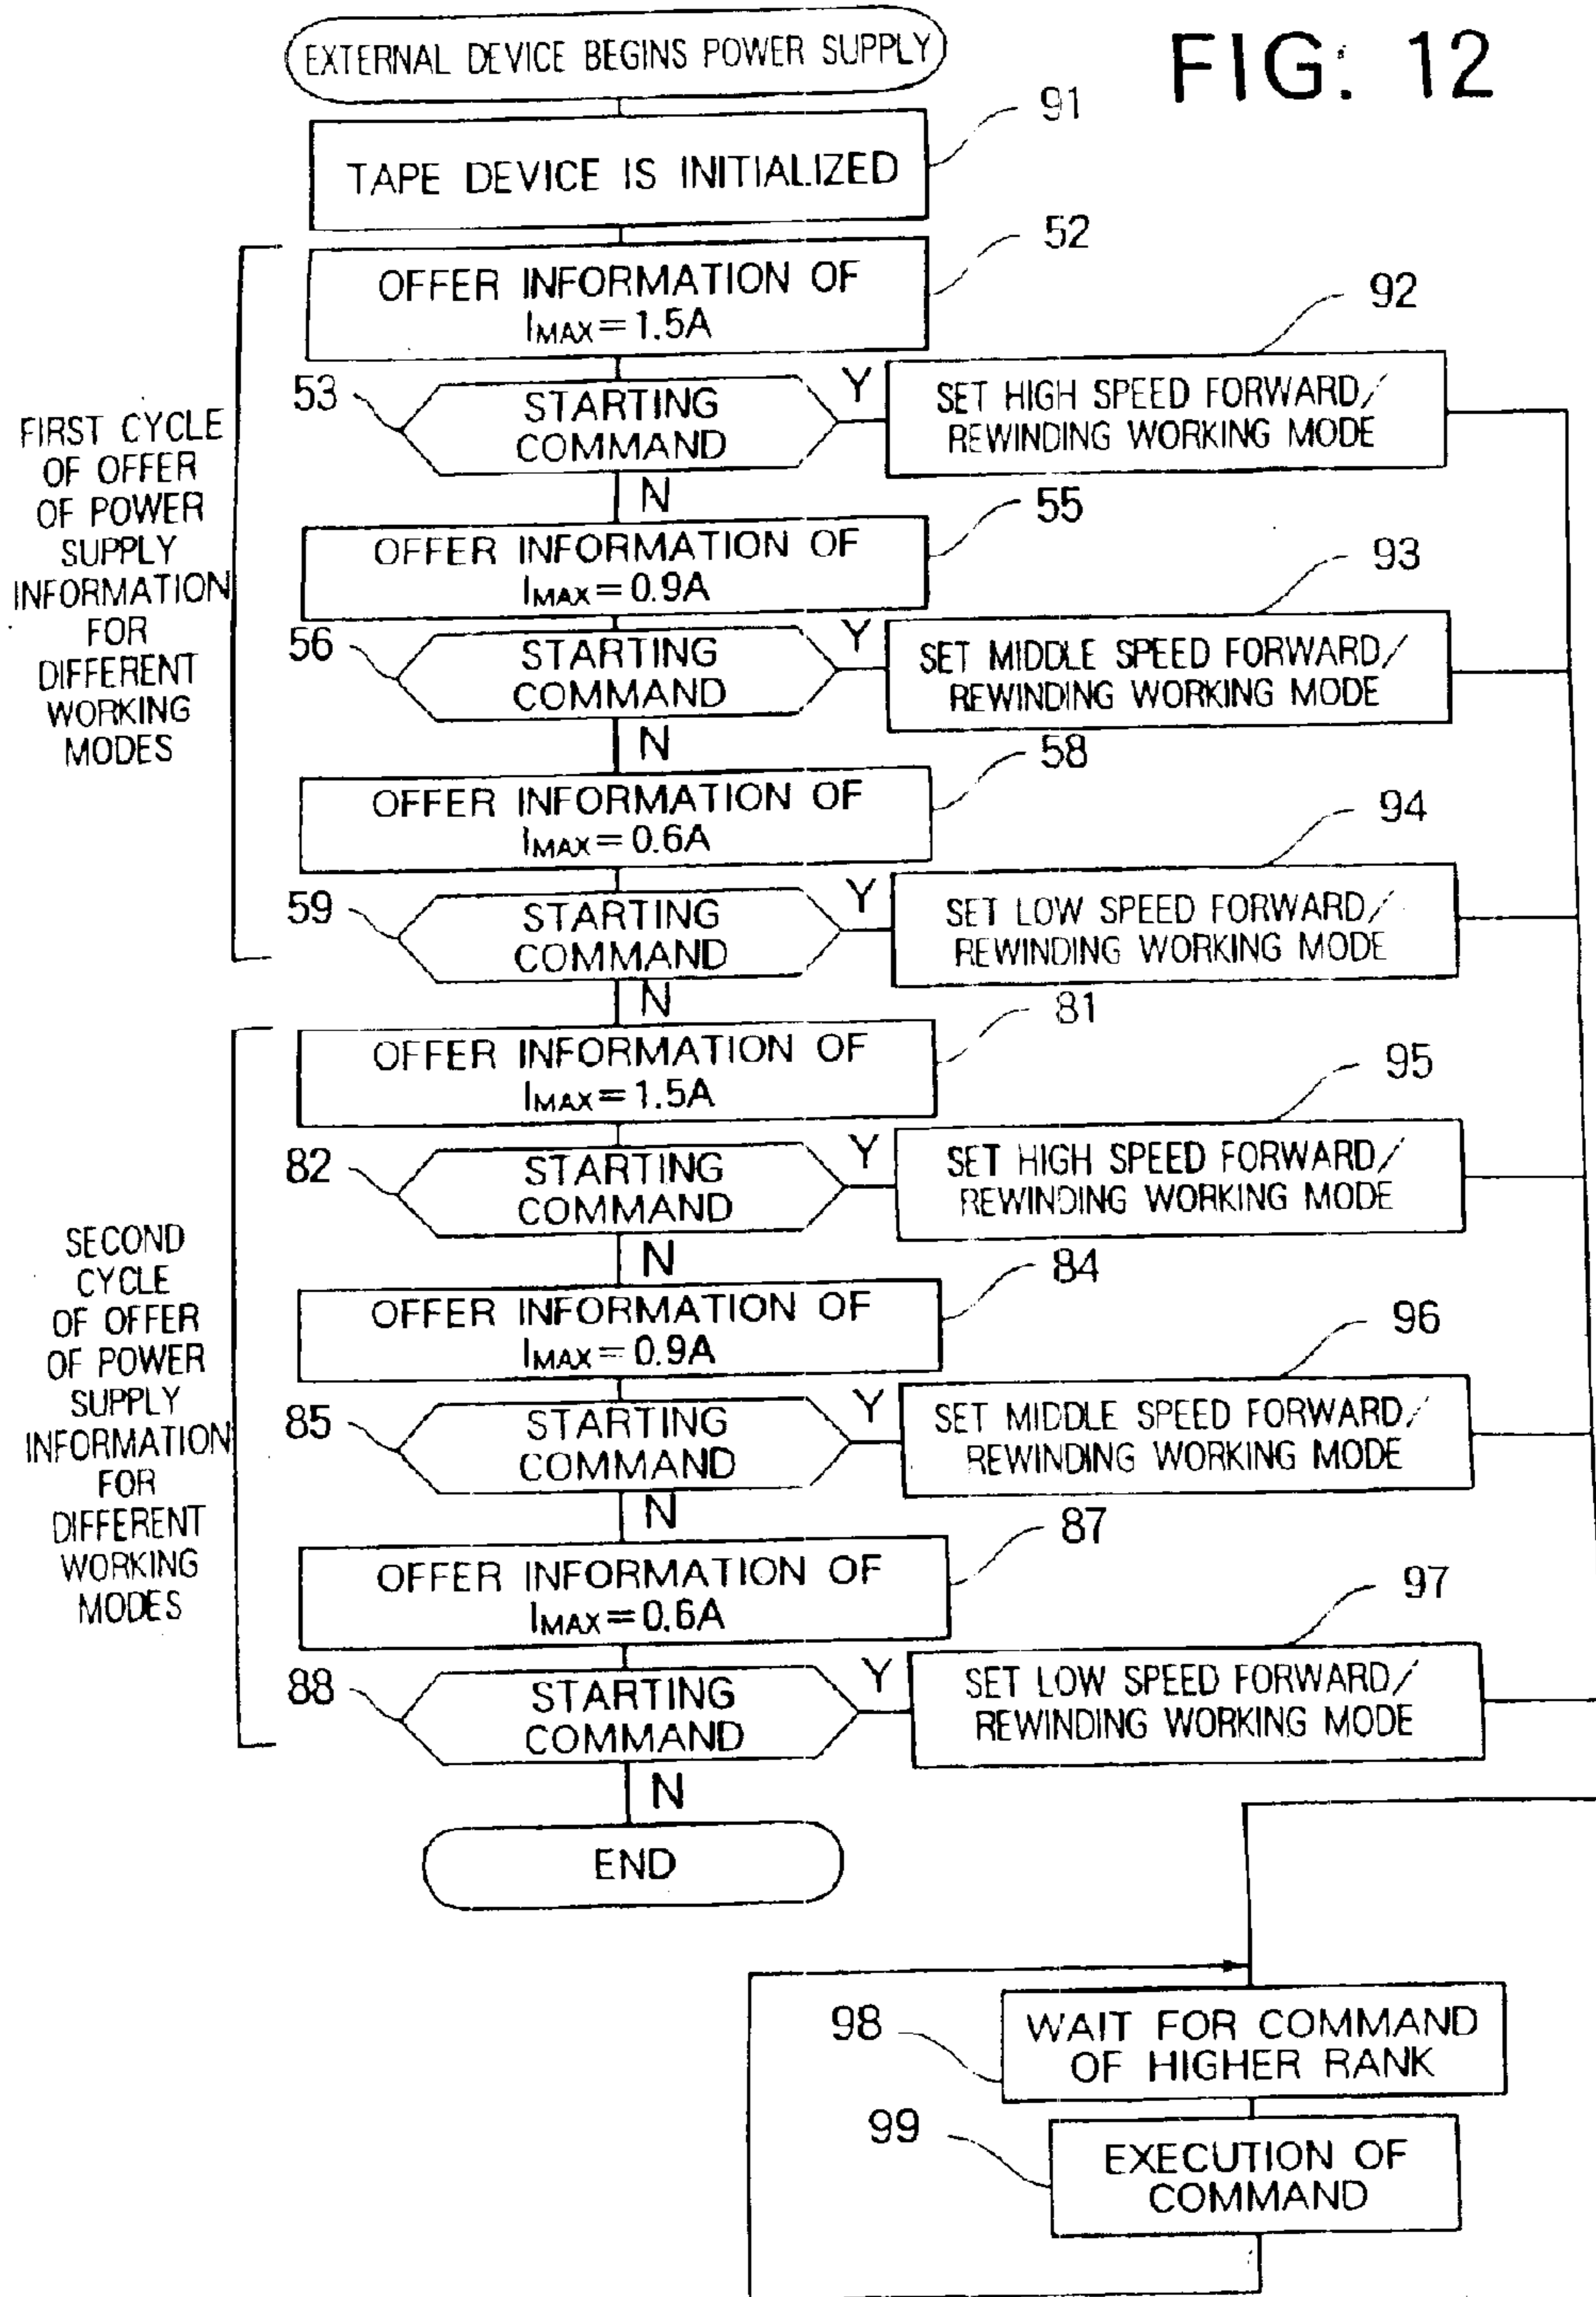 EXTERNAL DEVICE BEGINS POWER SUPPLY
FIG. 12
91
TAPE DEVICE IS INITIALIZED
52
OFFER INFORMATION OF
IMAX=1.5A
92
53
STARTING
COMMAND
Y
SET HIGH SPEED FORWARD/
REWINDING WORKING MODE
N
FIRST CYCLE
OF OFFER
OF POWER
SUPPLY
INFORMATION
FOR
DIFFERENT
WORKING
MODES
55
OFFER INFORMATION OF
IMAX=0.9A
93
56
STARTING
COMMAND
Y
SET MIDDLE SPEED FORWARD/
REWINDING WORKING MODE
N
58
OFFER INFORMATION OF
IMAX=0.6A
94
59
STARTING
COMMAND
Y
SET LOW SPEED FORWARD/
REWINDING WORKING MODE
N
81
OFFER INFORMATION OF
IMAX=1.5A
95
82
STARTING
COMMAND
Y
SET HIGH SPEED FORWARD/
REWINDING WORKING MODE
N
SECOND
CYCLE
OF OFFER
OF POWER
SUPPLY
INFORMATION
FOR
DIFFERENT
WORKING
MODES
84
OFFER INFORMATION OF
IMAX=0.9A
96
85
STARTING
COMMAND
Y
SET MIDDLE SPEED FORWARD/
REWINDING WORKING MODE
N
87
OFFER INFORMATION OF
IMAX=0.6A
97
88
STARTING
COMMAND
Y
SET LOW SPEED FORWARD/
REWINDING WORKING MODE
N
END
98
WAIT FOR COMMAND
OF HIGHER RANK
99
EXECUTION OF
COMMAND